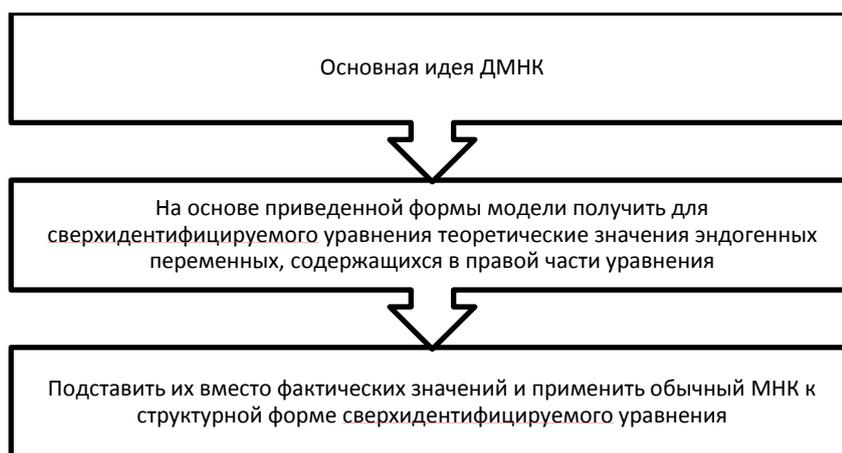 Основная идея ДМНК
На основе приведенной формы модели получить для
сверхидентифицируемого уравнения теоретические значения эндогенных
переменных, содержащихся в правой части уравнения
Подставить их вместо фактических значений и применить обычный МНК к
структурной форме сверхидентифицируемого уравнения